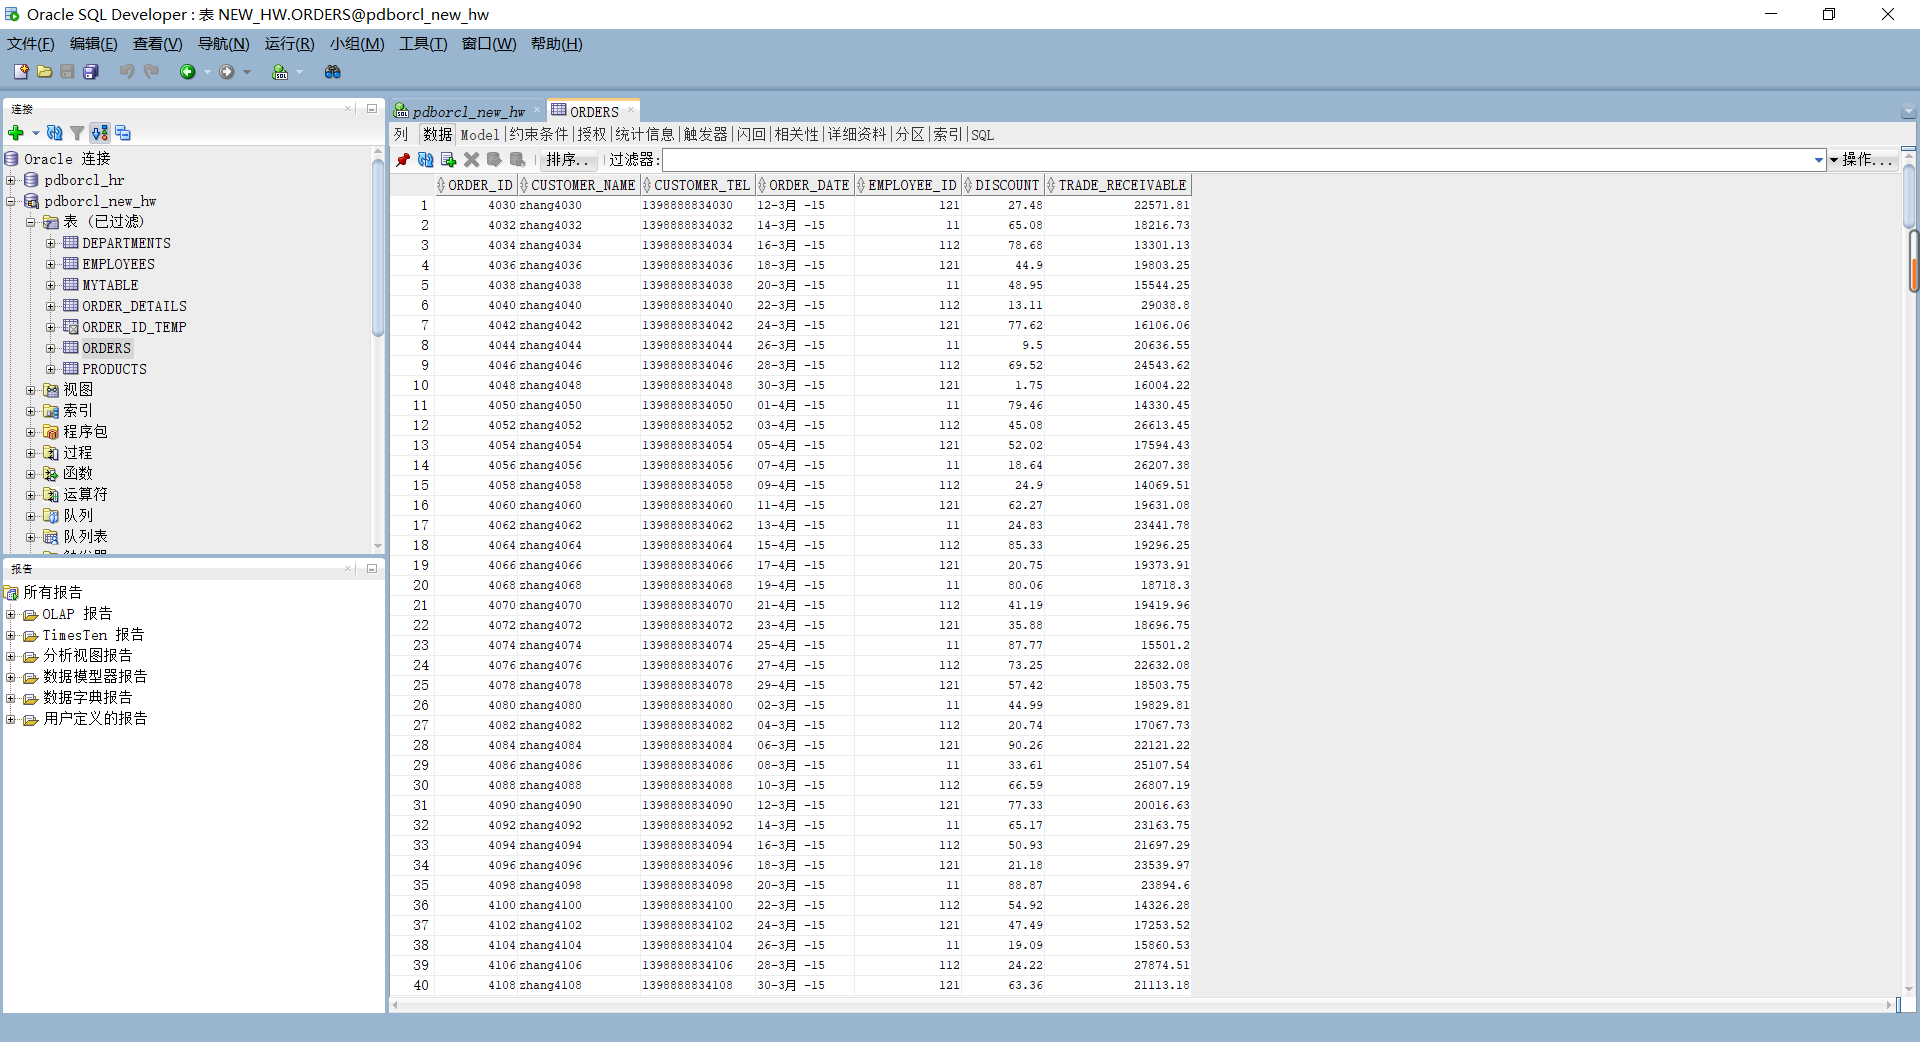 Oracle SQL Developer : 表 NEW_HW.ORDERS@pdborcl_new_hw
文件(F) 编辑(E) 查看(V) 导航(N) 运行(R) 小组(M) 工具(T) 窗口(W) 帮助(H)
连接
Oracle 连接
pdborcl_hr
pdborcl_new_hw
表 (已过滤)
DEPARTMENTS
EMPLOYEES
MYTABLE
ORDER_DETAILS
ORDER_ID_TEMP
ORDERS
PRODUCTS
视图
索引
程序包
过程
函数
运算符
队列
队列表
报告
所有报告
OLAP 报告
TimesTen 报告
分析视图报告
数据模型器报告
数据字典报告
用户定义的报告
pdborcl_new_hw ORDERS
列 数据 Model 约束条件 授权 统计信息 触发器 闪回 相关性 详细资料 分区 索引 SQL
排序.. 过滤器: 操作...
ORDER_ID CUSTOMER_NAME CUSTOMER_TEL ORDER_DATE EMPLOYEE_ID DISCOUNT TRADE_RECEIVABLE
1 4030 zhang4030 1398888834030 12-3月 -15 121 27.48 22571.81
2 4032 zhang4032 1398888834032 14-3月 -15 11 65.08 18216.73
3 4034 zhang4034 1398888834034 16-3月 -15 112 78.68 13301.13
4 4036 zhang4036 1398888834036 18-3月 -15 121 44.9 19803.25
5 4038 zhang4038 1398888834038 20-3月 -15 11 48.95 15544.25
6 4040 zhang4040 1398888834040 22-3月 -15 112 13.11 29038.8
7 4042 zhang4042 1398888834042 24-3月 -15 121 77.62 16106.06
8 4044 zhang4044 1398888834044 26-3月 -15 11 9.5 20636.55
9 4046 zhang4046 1398888834046 28-3月 -15 112 69.52 24543.62
10 4048 zhang4048 1398888834048 30-3月 -15 121 1.75 16004.22
11 4050 zhang4050 1398888834050 01-4月 -15 11 79.46 14330.45
12 4052 zhang4052 1398888834052 03-4月 -15 112 45.08 26613.45
13 4054 zhang4054 1398888834054 05-4月 -15 121 52.02 17594.43
14 4056 zhang4056 1398888834056 07-4月 -15 11 18.64 26207.38
15 4058 zhang4058 1398888834058 09-4月 -15 112 24.9 14069.51
16 4060 zhang4060 1398888834060 11-4月 -15 121 62.27 19631.08
17 4062 zhang4062 1398888834062 13-4月 -15 11 24.83 23441.78
18 4064 zhang4064 1398888834064 15-4月 -15 112 85.33 19296.25
19 4066 zhang4066 1398888834066 17-4月 -15 121 20.75 19373.91
20 4068 zhang4068 1398888834068 19-4月 -15 11 80.06 18718.3
21 4070 zhang4070 1398888834070 21-4月 -15 112 41.19 19419.96
22 4072 zhang4072 1398888834072 23-4月 -15 121 35.88 18696.75
23 4074 zhang4074 1398888834074 25-4月 -15 11 87.77 15501.2
24 4076 zhang4076 1398888834076 27-4月 -15 112 73.25 22632.08
25 4078 zhang4078 1398888834078 29-4月 -15 121 57.42 18503.75
26 4080 zhang4080 1398888834080 02-3月 -15 11 44.99 19829.81
27 4082 zhang4082 1398888834082 04-3月 -15 112 20.74 17067.73
28 4084 zhang4084 1398888834084 06-3月 -15 121 90.26 22121.22
29 4086 zhang4086 1398888834086 08-3月 -15 11 33.61 25107.54
30 4088 zhang4088 1398888834088 10-3月 -15 112 66.59 26807.19
31 4090 zhang4090 1398888834090 12-3月 -15 121 77.33 20016.63
32 4092 zhang4092 1398888834092 14-3月 -15 11 65.17 23163.75
33 4094 zhang4094 1398888834094 16-3月 -15 112 50.93 21697.29
34 4096 zhang4096 1398888834096 18-3月 -15 121 21.18 23539.97
35 4098 zhang4098 1398888834098 20-3月 -15 11 88.87 23894.6
36 4100 zhang4100 1398888834100 22-3月 -15 112 54.92 14326.28
37 4102 zhang4102 1398888834102 24-3月 -15 121 47.49 17253.52
38 4104 zhang4104 1398888834104 26-3月 -15 11 19.09 15860.53
39 4106 zhang4106 1398888834106 28-3月 -15 112 24.22 27874.51
40 4108 zhang4108 1398888834108 30-3月 -15 121 63.36 21113.18